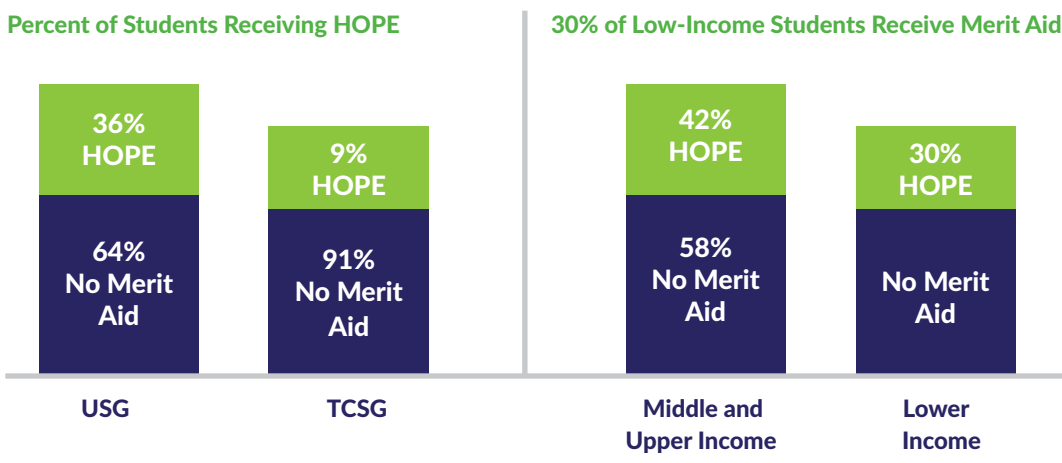 Percent of Students Receiving HOPE
36%
HOPE
64%
No Merit
Aid
9%
HOPE
91%
No Merit
Aid
USG
TCSG
30% of Low-Income Students Receive Merit Aid
42%
HOPE
58%
No Merit
Aid
30%
HOPE
No Merit
Aid
Middle and
Upper Income
Lower
Income